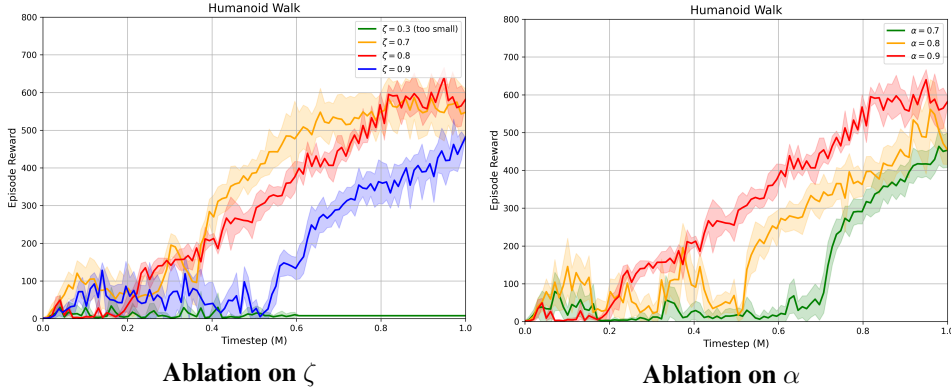 Humanoid Walk
ζ = 0.3 (too small)
ζ = 0.7
ζ = 0.8
ζ = 0.9
Episode Reward
800
700
600
500
400
300
200
100
0
0.0 0.2 0.4 0.6 0.8 1.0
Timestep (M)
Ablation on ζ
Humanoid Walk
α = 0.7
α = 0.8
α = 0.9
Episode Reward
800
700
600
500
400
300
200
100
0
0.0 0.2 0.4 0.6 0.8 1.0
Timestep (M)
Ablation on α